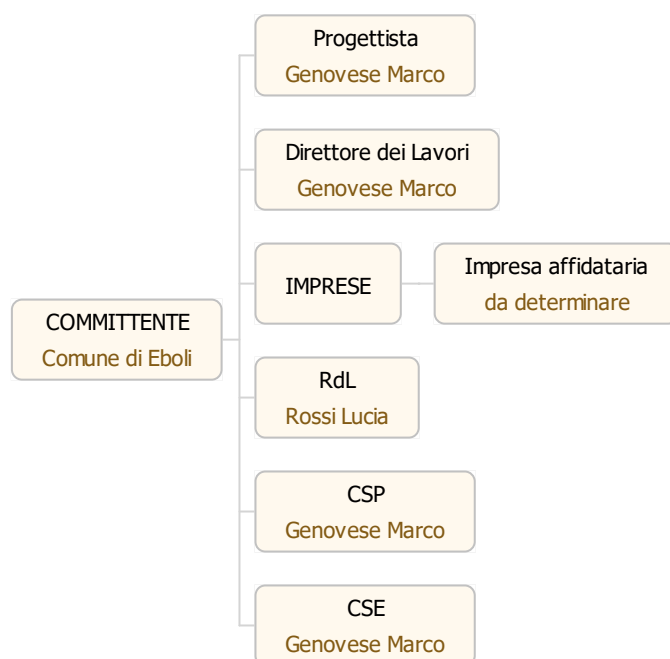 Progettista
Genovese Marco
Direttore dei Lavori
Genovese Marco
IMPRESE
Impresa affidataria
da determinare
COMMITTENTE
Comune di Eboli
RdL
Rossi Lucia
CSP
Genovese Marco
CSE
Genovese Marco